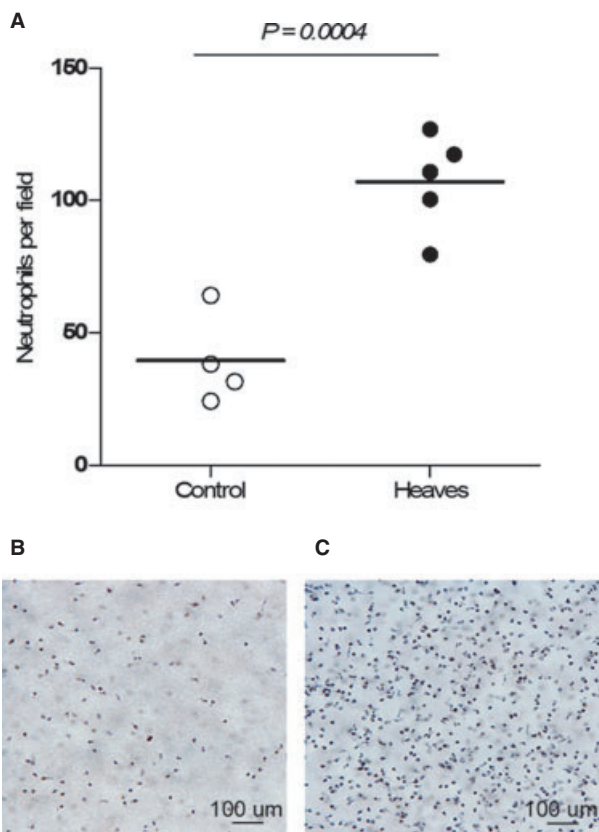 A
P = 0.0004
150
100
50
0
Neutrophils per field
Control
Heaves
B
C
100 um
100 um